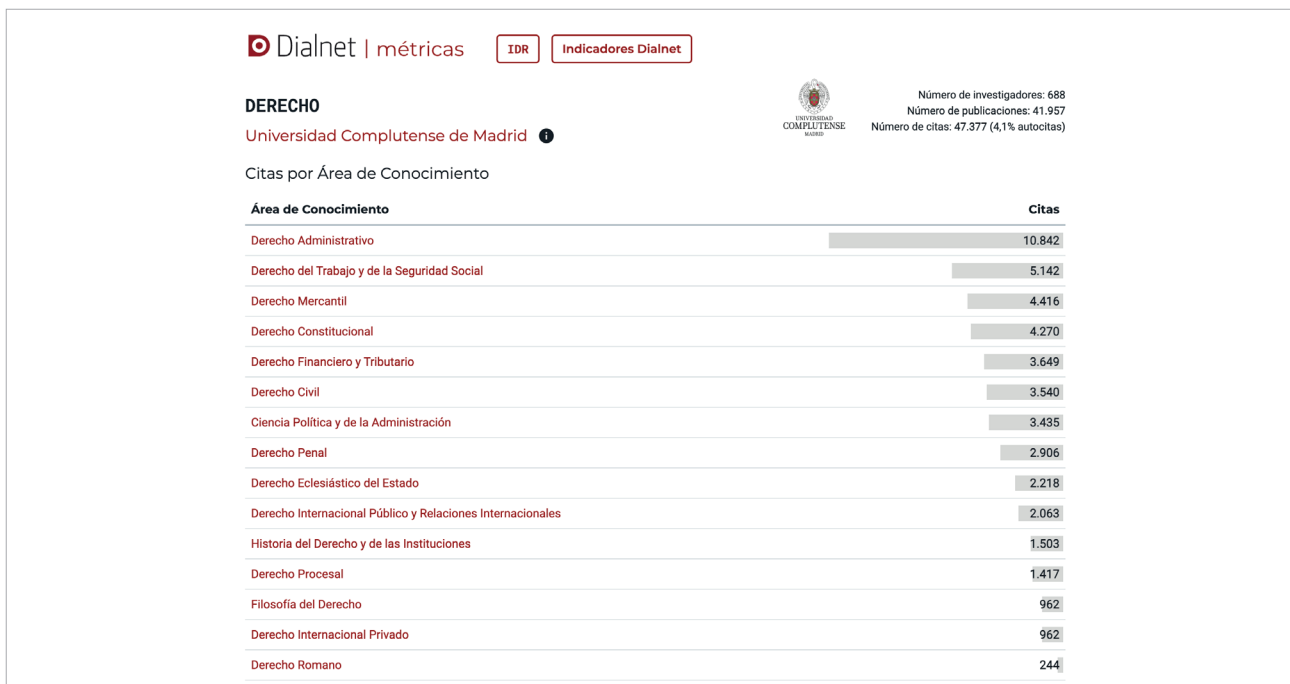 Dialnet | métricas IDR Indicadores Dialnet
DERECHO
Universidad Complutense de Madrid i
UNIVERSIDAD
COMPLUTENSE
MADRID
Número de investigadores: 688
Número de publicaciones: 41.957
Número de citas: 47.377 (4,1% autocitas)
Citas por Área de Conocimiento
Área de Conocimiento Citas
Derecho Administrativo 10.842
Derecho del Trabajo y de la Seguridad Social 5.142
Derecho Mercantil 4.416
Derecho Constitucional 4.270
Derecho Financiero y Tributario 3.649
Derecho Civil 3.540
Ciencia Política y de la Administración 3.435
Derecho Penal 2.906
Derecho Eclesiástico del Estado 2.218
Derecho Internacional Público y Relaciones Internacionales 2.063
Historia del Derecho y de las Instituciones 1.503
Derecho Procesal 1.417
Filosofía del Derecho 962
Derecho Internacional Privado 962
Derecho Romano 244